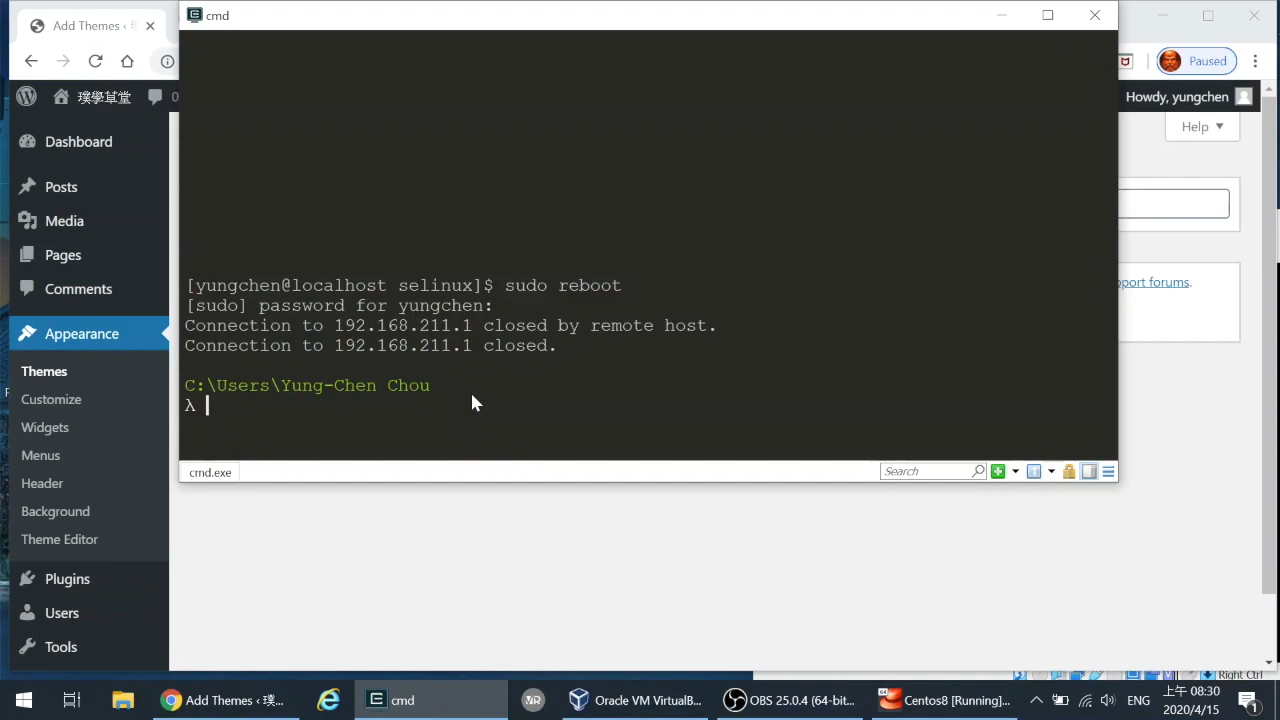 Add Themes ‹ 璞
cmd
Paused
璞學草堂
0
Howdy, yungchen
Help
Dashboard
Posts
Media
Pages
Comments
Appearance
Themes
Customize
Widgets
Menus
Header
Background
Theme Editor
Plugins
Users
Tools
pport forums.
[yungchen@localhost selinux]$ sudo reboot
[sudo] password for yungchen:
Connection to 192.168.211.1 closed by remote host.
Connection to 192.168.211.1 closed.
C:\Users\Yung-Chen Chou
λ
cmd.exe
Search
Right Ctrl
Add Themes ‹ 璞...
cmd
Oracle VM VirtualB...
OBS 25.0.4 (64-bit...
Centos8 [Running]...
ENG
上午 08:30
2020/4/15
1